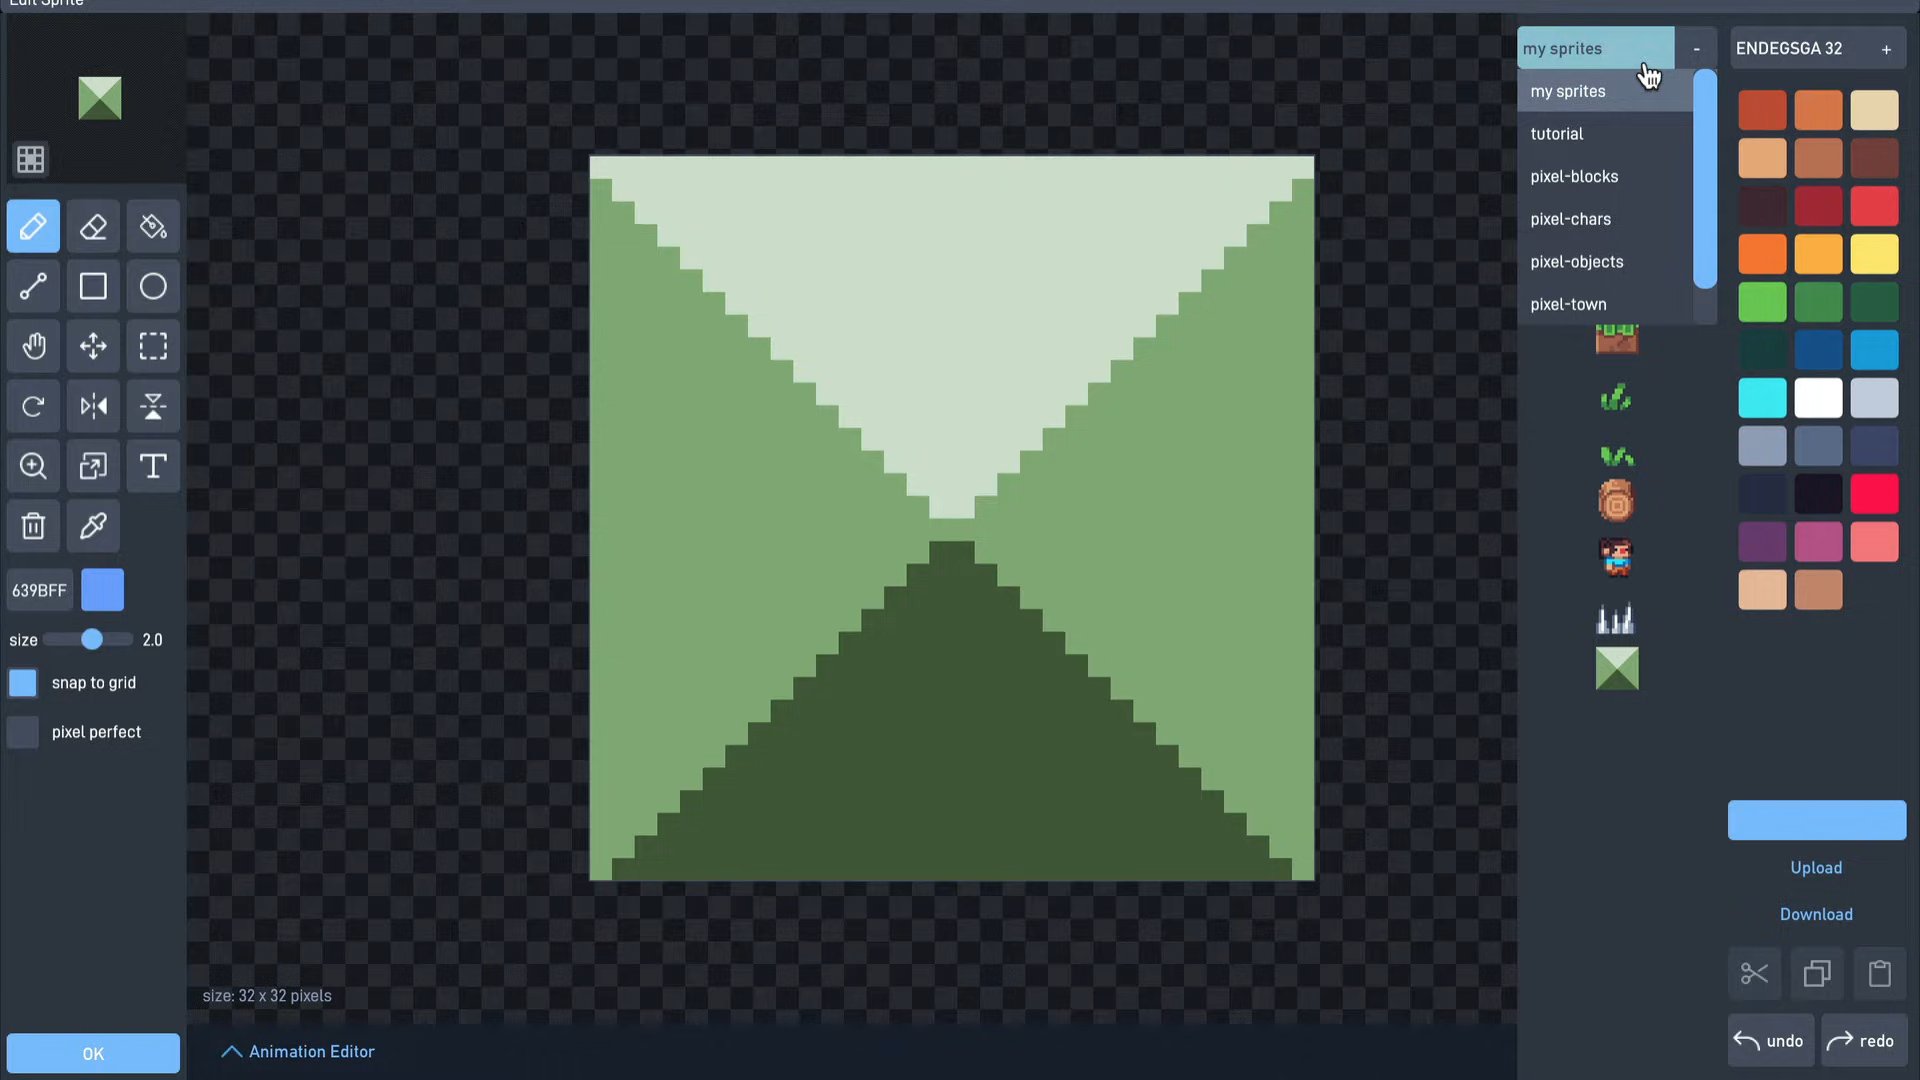 Edit Sprite
my sprites
-
ENDEGSGA 32
+
my sprites
tutorial
pixel-blocks
pixel-chars
pixel-objects
pixel-town
T
639BFF
size
2.0
snap to grid
pixel perfect
Upload
Download
size: 32 x 32 pixels
undo
redo
OK
Animation Editor